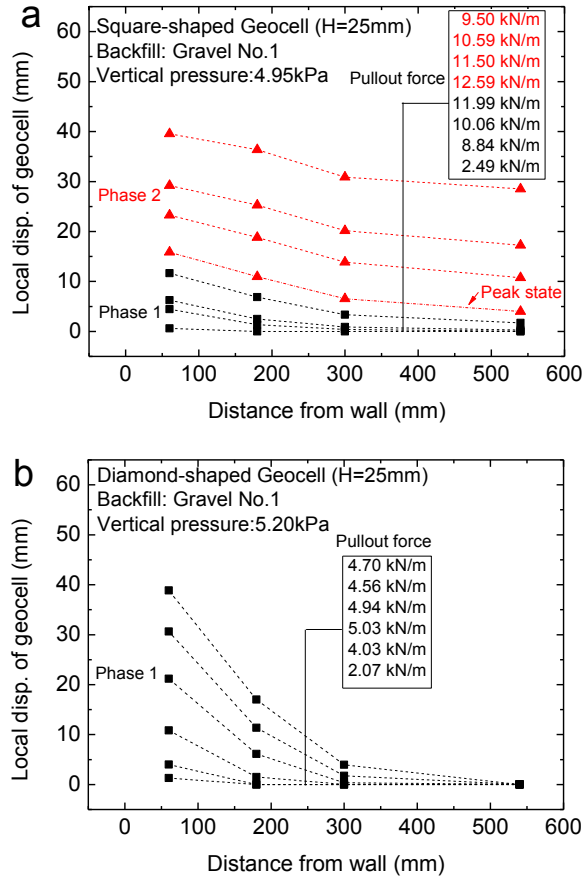 a
Square-shaped Geocell (H=25mm)
Backfill: Gravel No.1
Vertical pressure:4.95kPa
Pullout force
9.50 kN/m
10.59 kN/m
11.50 kN/m
12.59 kN/m
11.99 kN/m
10.06 kN/m
8.84 kN/m
2.49 kN/m
Phase 2
Phase 1
Peak state
Local disp. of geocell (mm)
60
50
40
30
20
10
0
0 100 200 300 400 500 600
Distance from wall (mm)
b
Diamond-shaped Geocell (H=25mm)
Backfill: Gravel No.1
Vertical pressure:5.20kPa
Pullout force
4.70 kN/m
4.56 kN/m
4.94 kN/m
5.03 kN/m
4.03 kN/m
2.07 kN/m
Phase 1
Local disp. of geocell (mm)
60
50
40
30
20
10
0
0 100 200 300 400 500 600
Distance from wall (mm)